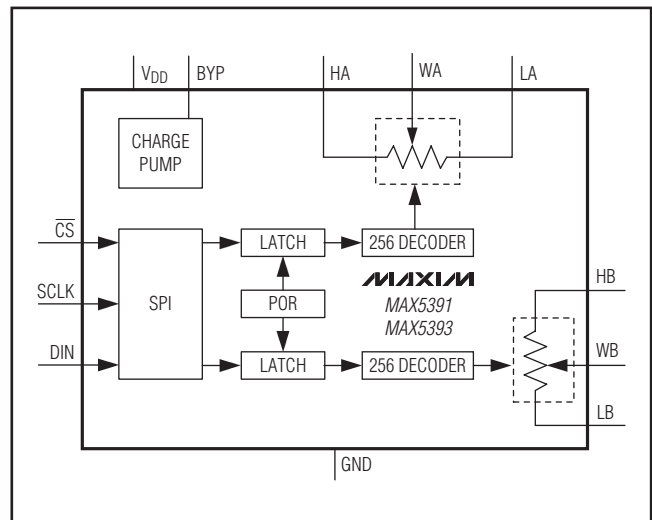 VDD BYP HA WA LA
CHARGE
PUMP
CS
LATCH
256 DECODER
SCLK
SPI
POR
MAXIM
MAX5391
MAX5393
HB
DIN
LATCH
256 DECODER
WB
LB
GND